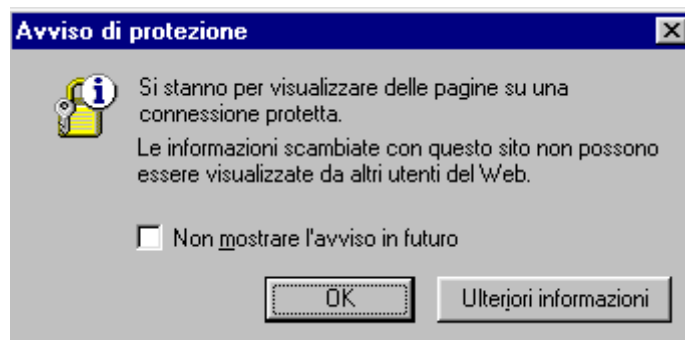 Avviso di protezione
Si stanno per visualizzare delle pagine su una
connessione protetta.
Le informazioni scambiate con questo sito non possono
essere visualizzate da altri utenti del Web.
Non mostrare l'avviso in futuro
OK
Ulteriori informazioni